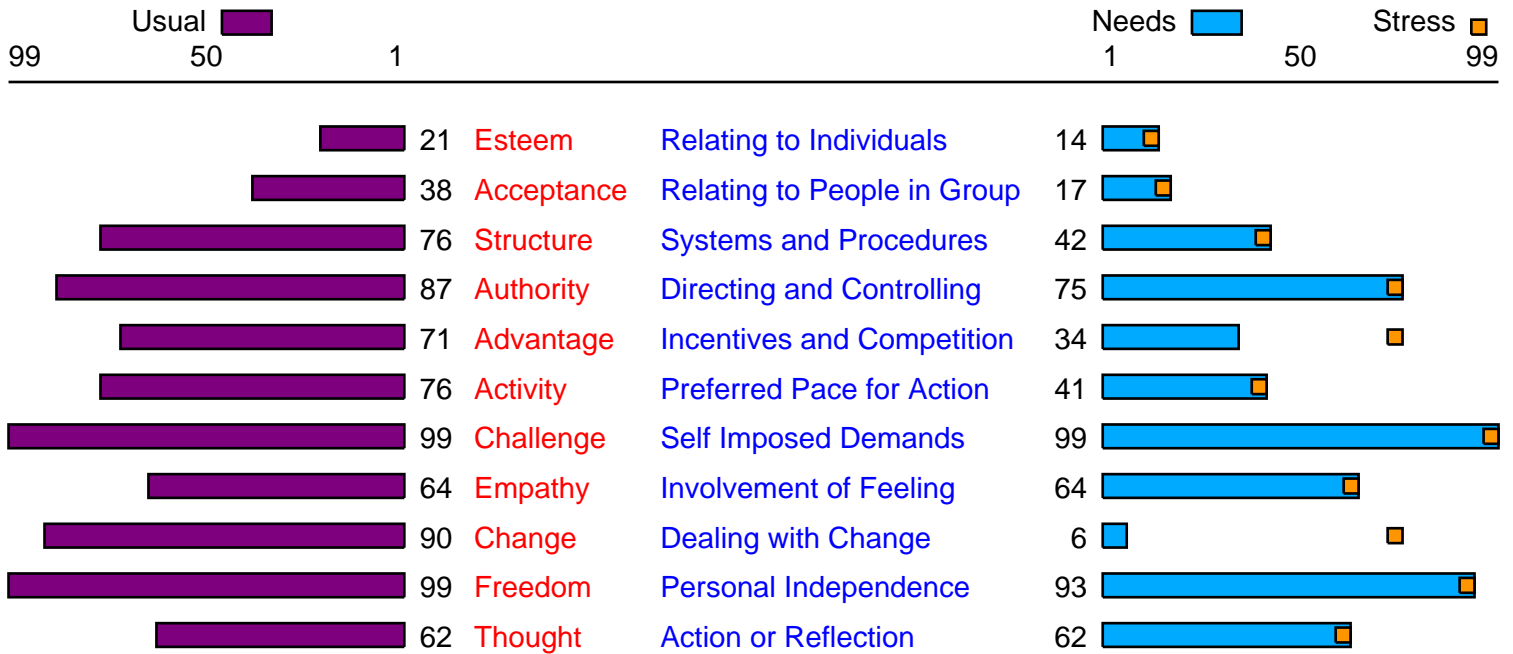 Usual Needs Stress
99 50 1 1 50 99
21 Esteem Relating to Individuals 14
38 Acceptance Relating to People in Group 17
76 Structure Systems and Procedures 42
87 Authority Directing and Controlling 75
71 Advantage Incentives and Competition 34
76 Activity Preferred Pace for Action 41
99 Challenge Self Imposed Demands 99
64 Empathy Involvement of Feeling 64
90 Change Dealing with Change 6
99 Freedom Personal Independence 93
62 Thought Action or Reflection 62